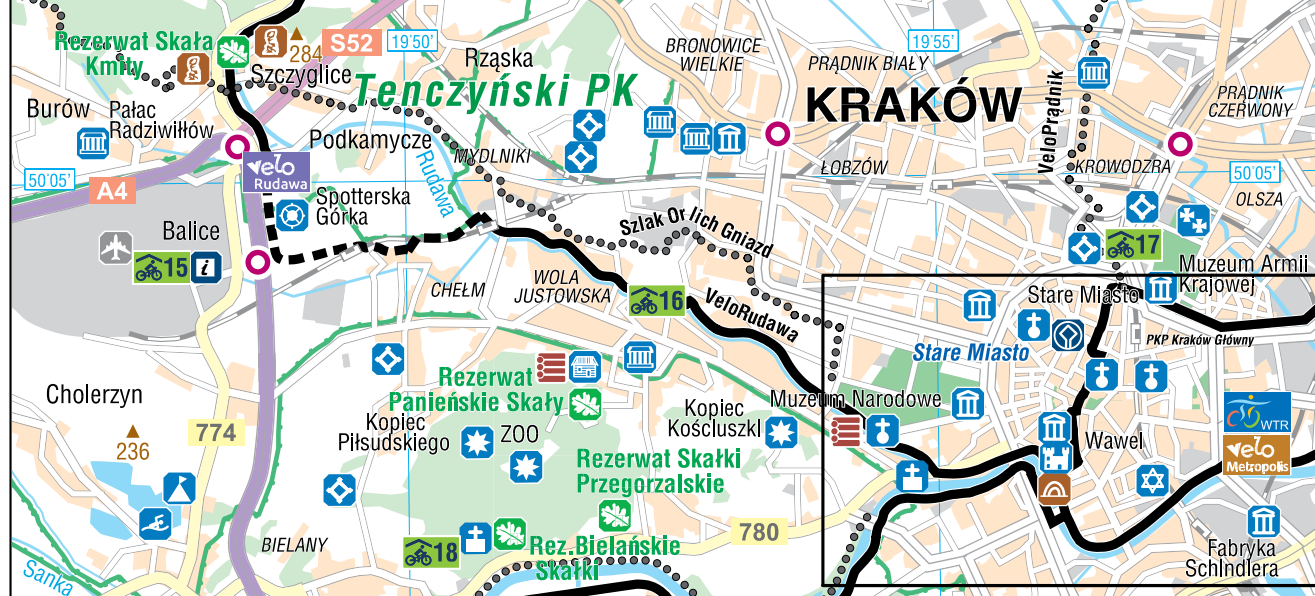 Rezerwat Skała
Kmity
284
S52
19°50'
Rząska
BRONOWICE
WIELKIE
19°55'
PRĄDNIK BIAŁY
KRAKÓW
VeloPrądnik
PRĄDNIK
CZERWONY
Szczyglice
Tenczyński PK
Burów
Pałac
Radziwiłłów
Podkamycze
MYDLNIKI
Rudawa
ŁOBZÓW
KROWODRZA
50°05'
A4
velo
Rudawa
50°05'
OLSZA
Spotterska
Górka
Szlak Or lich Gniazd
Balice
15
i
17
Muzeum Armii
Krajowej
CHEŁM
WOLA
JUSTOWSKA
16
VeloRudawa
Stare Miasto
PKP Kraków Główny
Stare Miasto
Cholerzyn
236
774
Rezerwat
Panieńskie Skały
Kopiec
Piłsudskiego
ZOO
Kopiec
Kościuszki
Muzeum Narodowe
Wawel
WTR
velo
Metropolis
Rezerwat Skałki
Przegorzalskie
780
BIELANY
18
Rez.Bielańskie
Skałki
Sanka
Fabryka
Schindlera